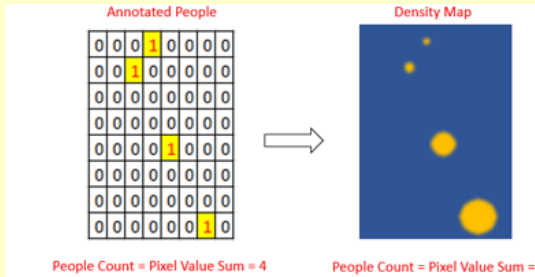 Annotated People
Density Map
0 0 0 1 0 0 0 0
0 0 1 0 0 0 0 0
0 0 0 0 0 0 0 0
0 0 0 0 0 0 0 0
0 0 0 0 1 0 0 0
0 0 0 0 0 0 0 0
0 0 0 0 0 0 0 0
0 0 0 0 0 0 1 0
People Count = Pixel Value Sum = 4
People Count = Pixel Value Sum =